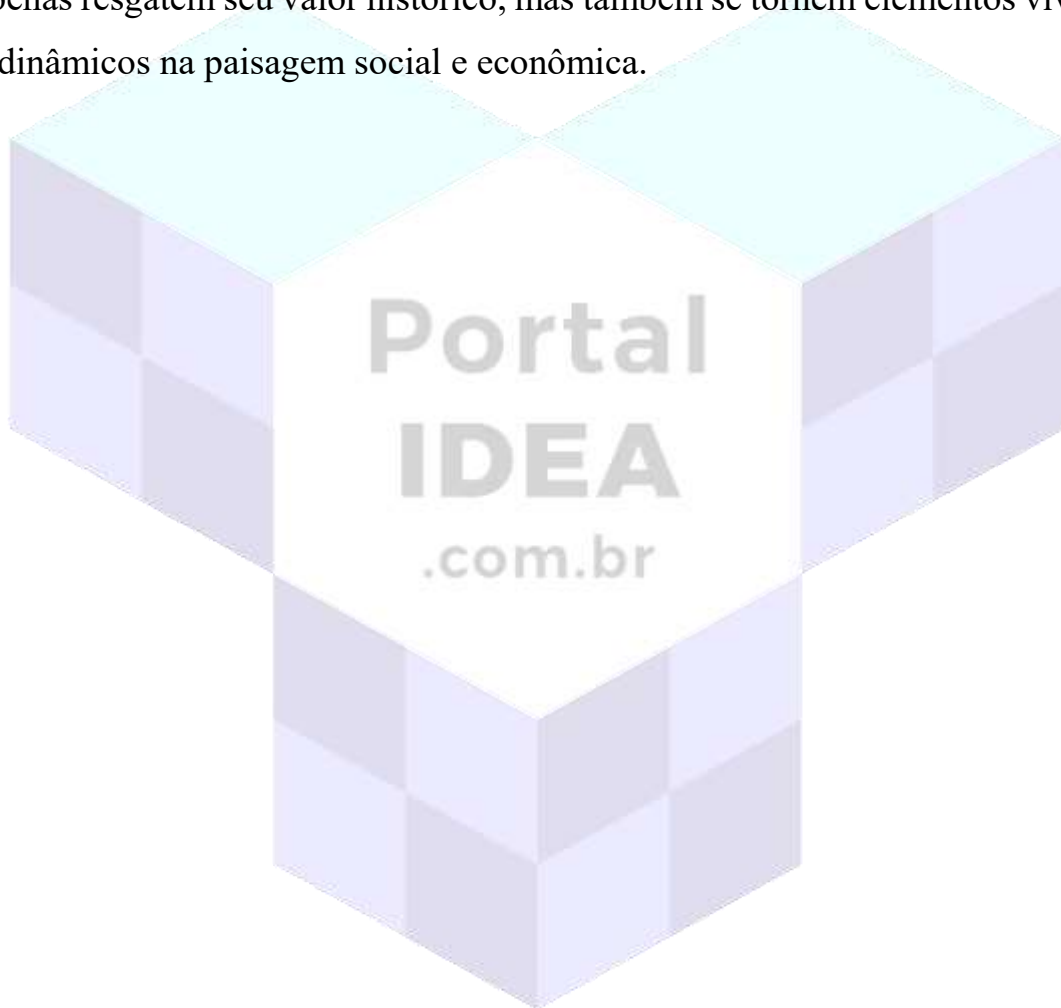 resgatem seu valor histórico, mas também se tornem elementos
dinâmicos na paisagem social e econômica.
Portal
IDEA
.com.br